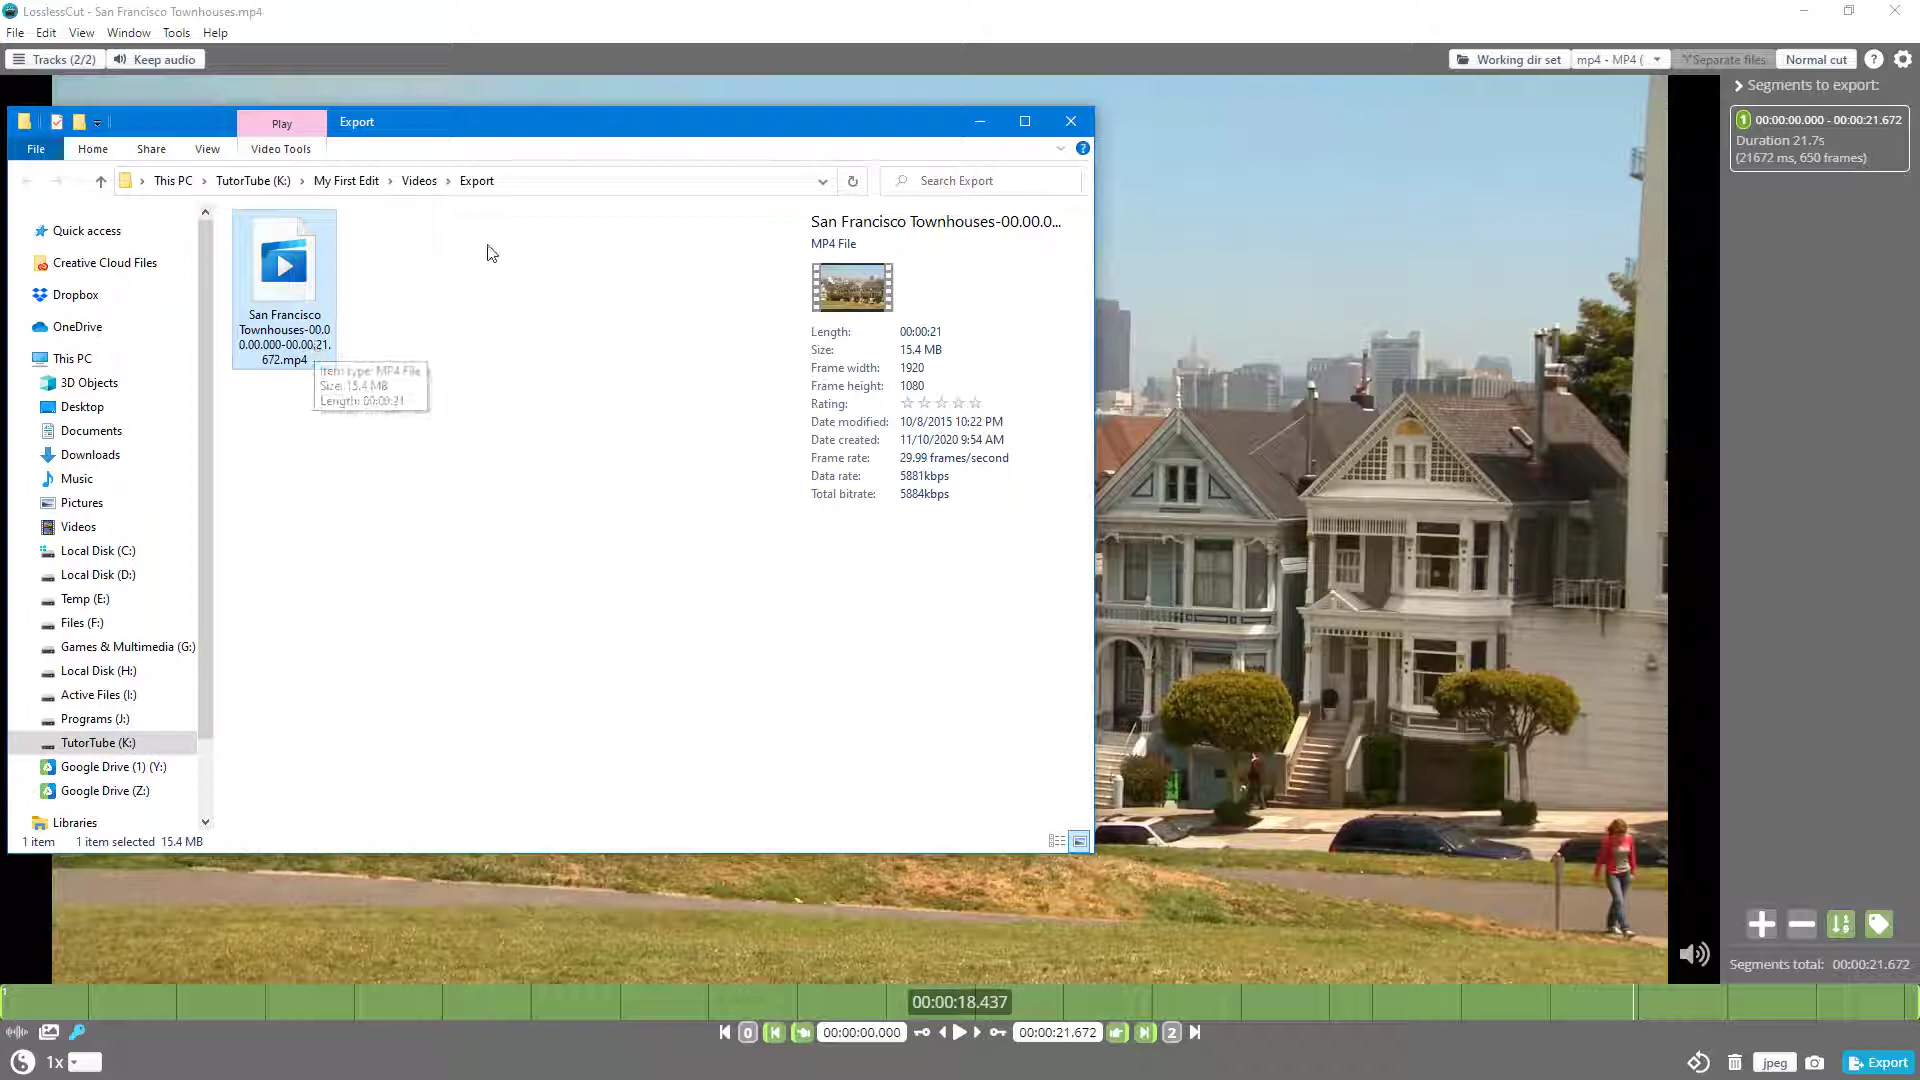 LosslessCut - San Francisco Townhouses.mp4
File Edit View Window Tools Help
Tracks (2/2) Keep audio Working dir set mp4 - MP4 ( Separate files Normal cut ?
Segments to export:
1 00:00:00.000 - 00:00:21.672
Duration 21.7s
(21672 ms, 650 frames)
Play Export
File Home Share View Video Tools ?
This PC TutorTube (K:) My First Edit Videos Export Search Export
Quick access
Creative Cloud Files
Dropbox
OneDrive
This PC
3D Objects
Desktop
Documents
Downloads
Music
Pictures
Videos
Local Disk (C:)
Local Disk (D:)
Temp (E:)
Files (F:)
Games & Multimedia (G:)
Local Disk (H:)
Active Files (I:)
Programs (J:)
TutorTube (K:)
Google Drive (1) (Y:)
Google Drive (Z:)
Libraries
San Francisco
Townhouses-00.0
0.00.000-00.00.21.
672.mp4
Item type: MP4 File
Size: 15.4 MB
Length: 00:00:21
San Francisco Townhouses-00.00.0...
MP4 File
Length: 00:00:21
Size: 15.4 MB
Frame width: 1920
Frame height: 1080
Rating:
Date modified: 10/8/2015 10:22 PM
Date created: 11/10/2020 9:54 AM
Frame rate: 29.99 frames/second
Data rate: 5881kbps
Total bitrate: 5884kbps
1 item 1 item selected 15.4 MB
Segments total: 00:00:21.672
1
00:00:18.437
0 00:00:00.000 00:00:21.672 2
1x jpeg Export